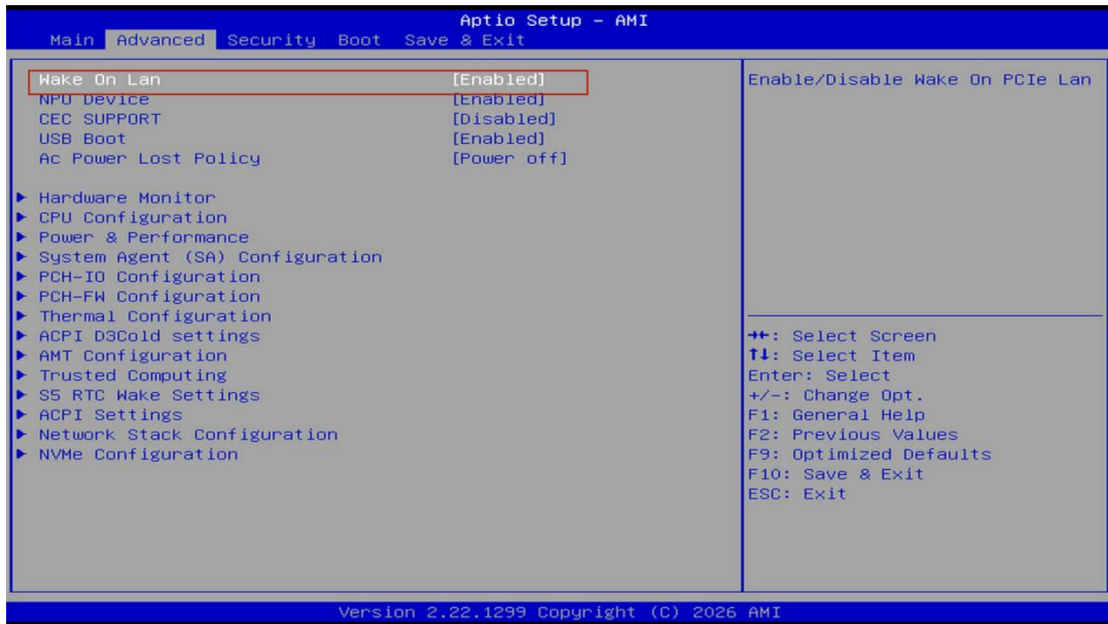 Aptio Setup - AMI
Main Advanced Security Boot Save & Exit
Wake On Lan [Enabled]
NPU Device [Enabled]
CEC SUPPORT [Disabled]
USB Boot [Enabled]
Ac Power Lost Policy [Power off]
Hardware Monitor
CPU Configuration
Power & Performance
System Agent (SA) Configuration
PCH-IO Configuration
PCH-FW Configuration
Thermal Configuration
ACPI D3Cold settings
AMT Configuration
Trusted Computing
S5 RTC Wake Settings
ACPI Settings
Network Stack Configuration
NVMe Configuration
Enable/Disable Wake On PCIe Lan
→←: Select Screen
↑↓: Select Item
Enter: Select
+/-: Change Opt.
F1: General Help
F2: Previous Values
F9: Optimized Defaults
F10: Save & Exit
ESC: Exit
Version 2.22.1299 Copyright (C) 2026 AMI